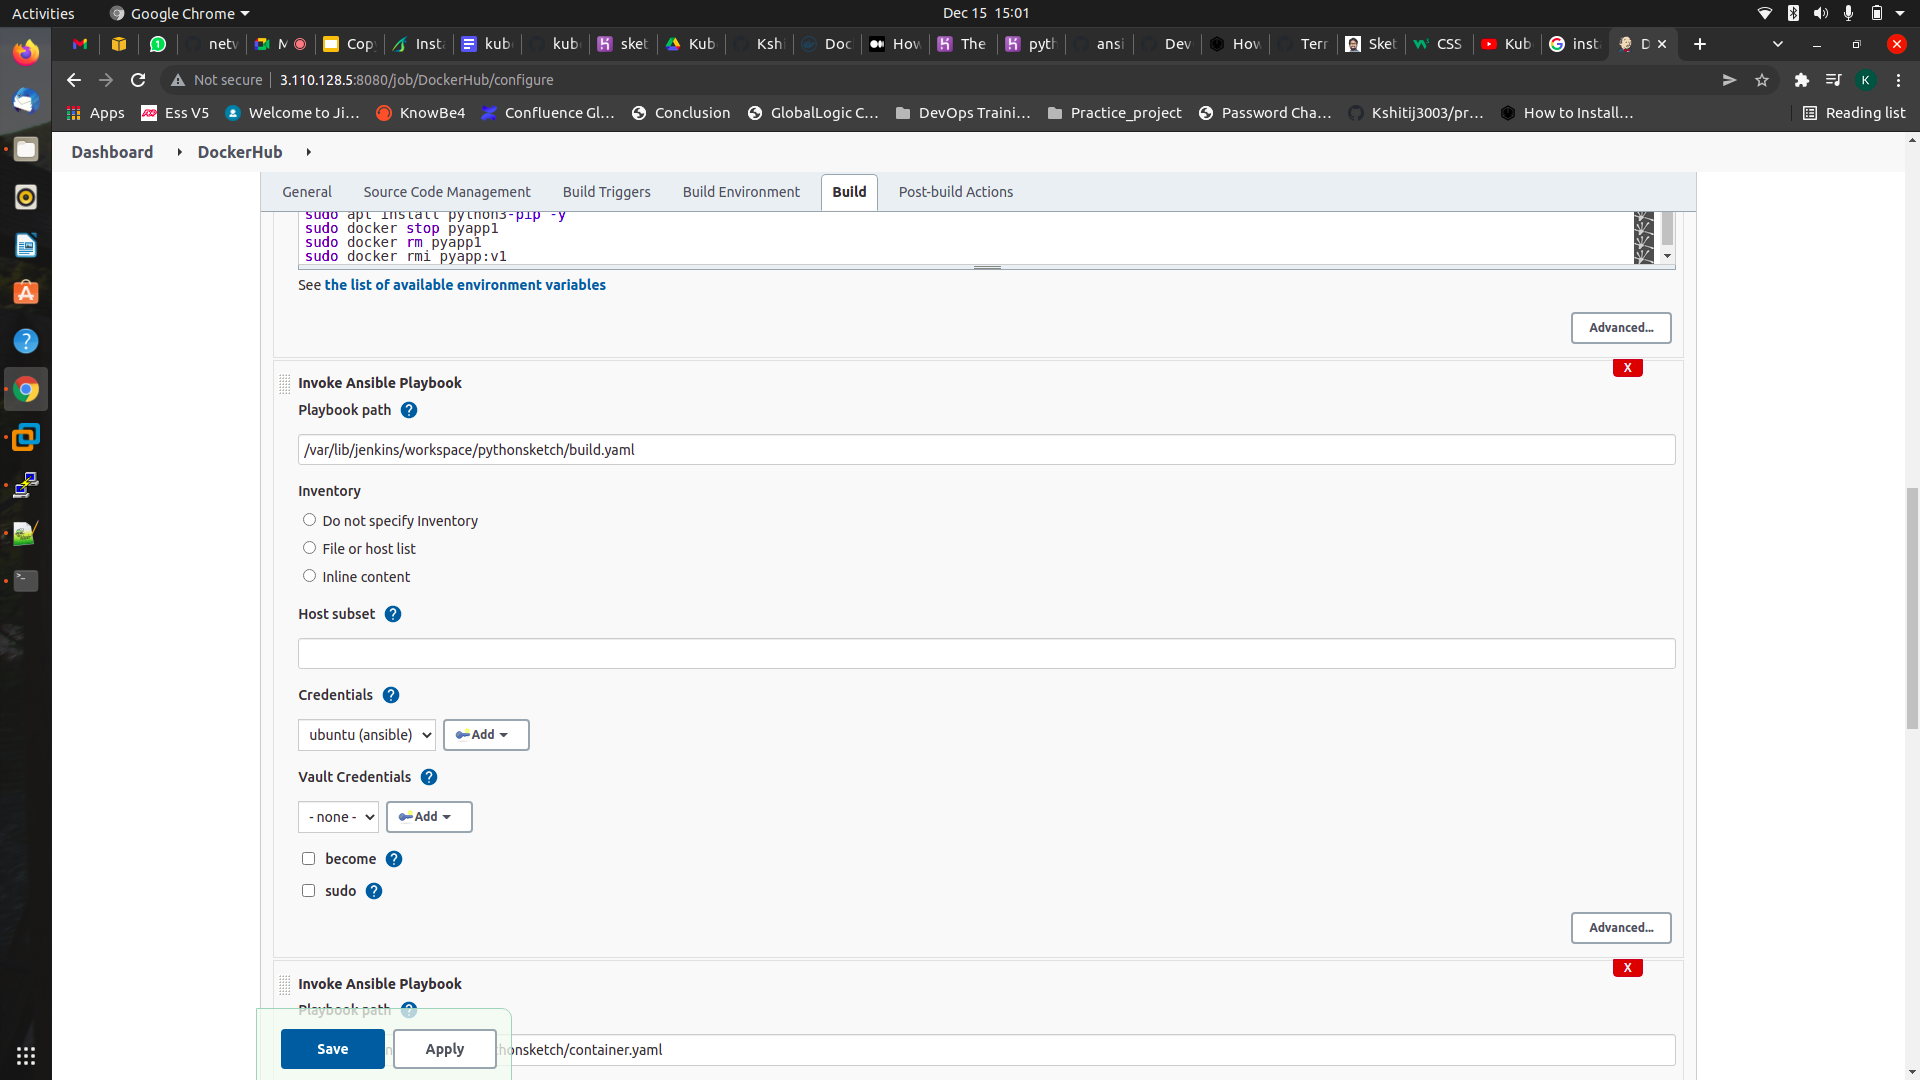 Activities
Google Chrome
Dec 15 15:01
netw
M
Cop
Inst
kub
kub
sket
Kub
Kshi
Doc
How
The
pyth
ansi
Dev
How
Terr
Sket
CSS
Kub
inst
D
Not secure
3.110.128.5:8080/job/DockerHub/configure
K
Apps
Ess V5
Welcome to Ji…
KnowBe4
Confluence Gl…
Conclusion
GlobalLogic C…
DevOps Traini…
Practice_project
Password Cha…
Kshitij3003/pr…
How to Install…
Reading list
Dashboard
DockerHub
General
Source Code Management
Build Triggers
Build Environment
Build
Post-build Actions
sudo apt install python3-pip -y
sudo docker stop pyapp1
sudo docker rm pyapp1
sudo docker rmi pyapp:v1
See the list of available environment variables
Advanced...
X
Invoke Ansible Playbook
Playbook path ?
/var/lib/jenkins/workspace/pythonsketch/build.yaml
Inventory
Do not specify Inventory
File or host list
Inline content
Host subset ?
Credentials ?
ubuntu (ansible)
Add
Vault Credentials ?
- none -
Add
become ?
sudo ?
Advanced...
X
Invoke Ansible Playbook
Playbook path ?
Save
Apply
honsketch/container.yaml